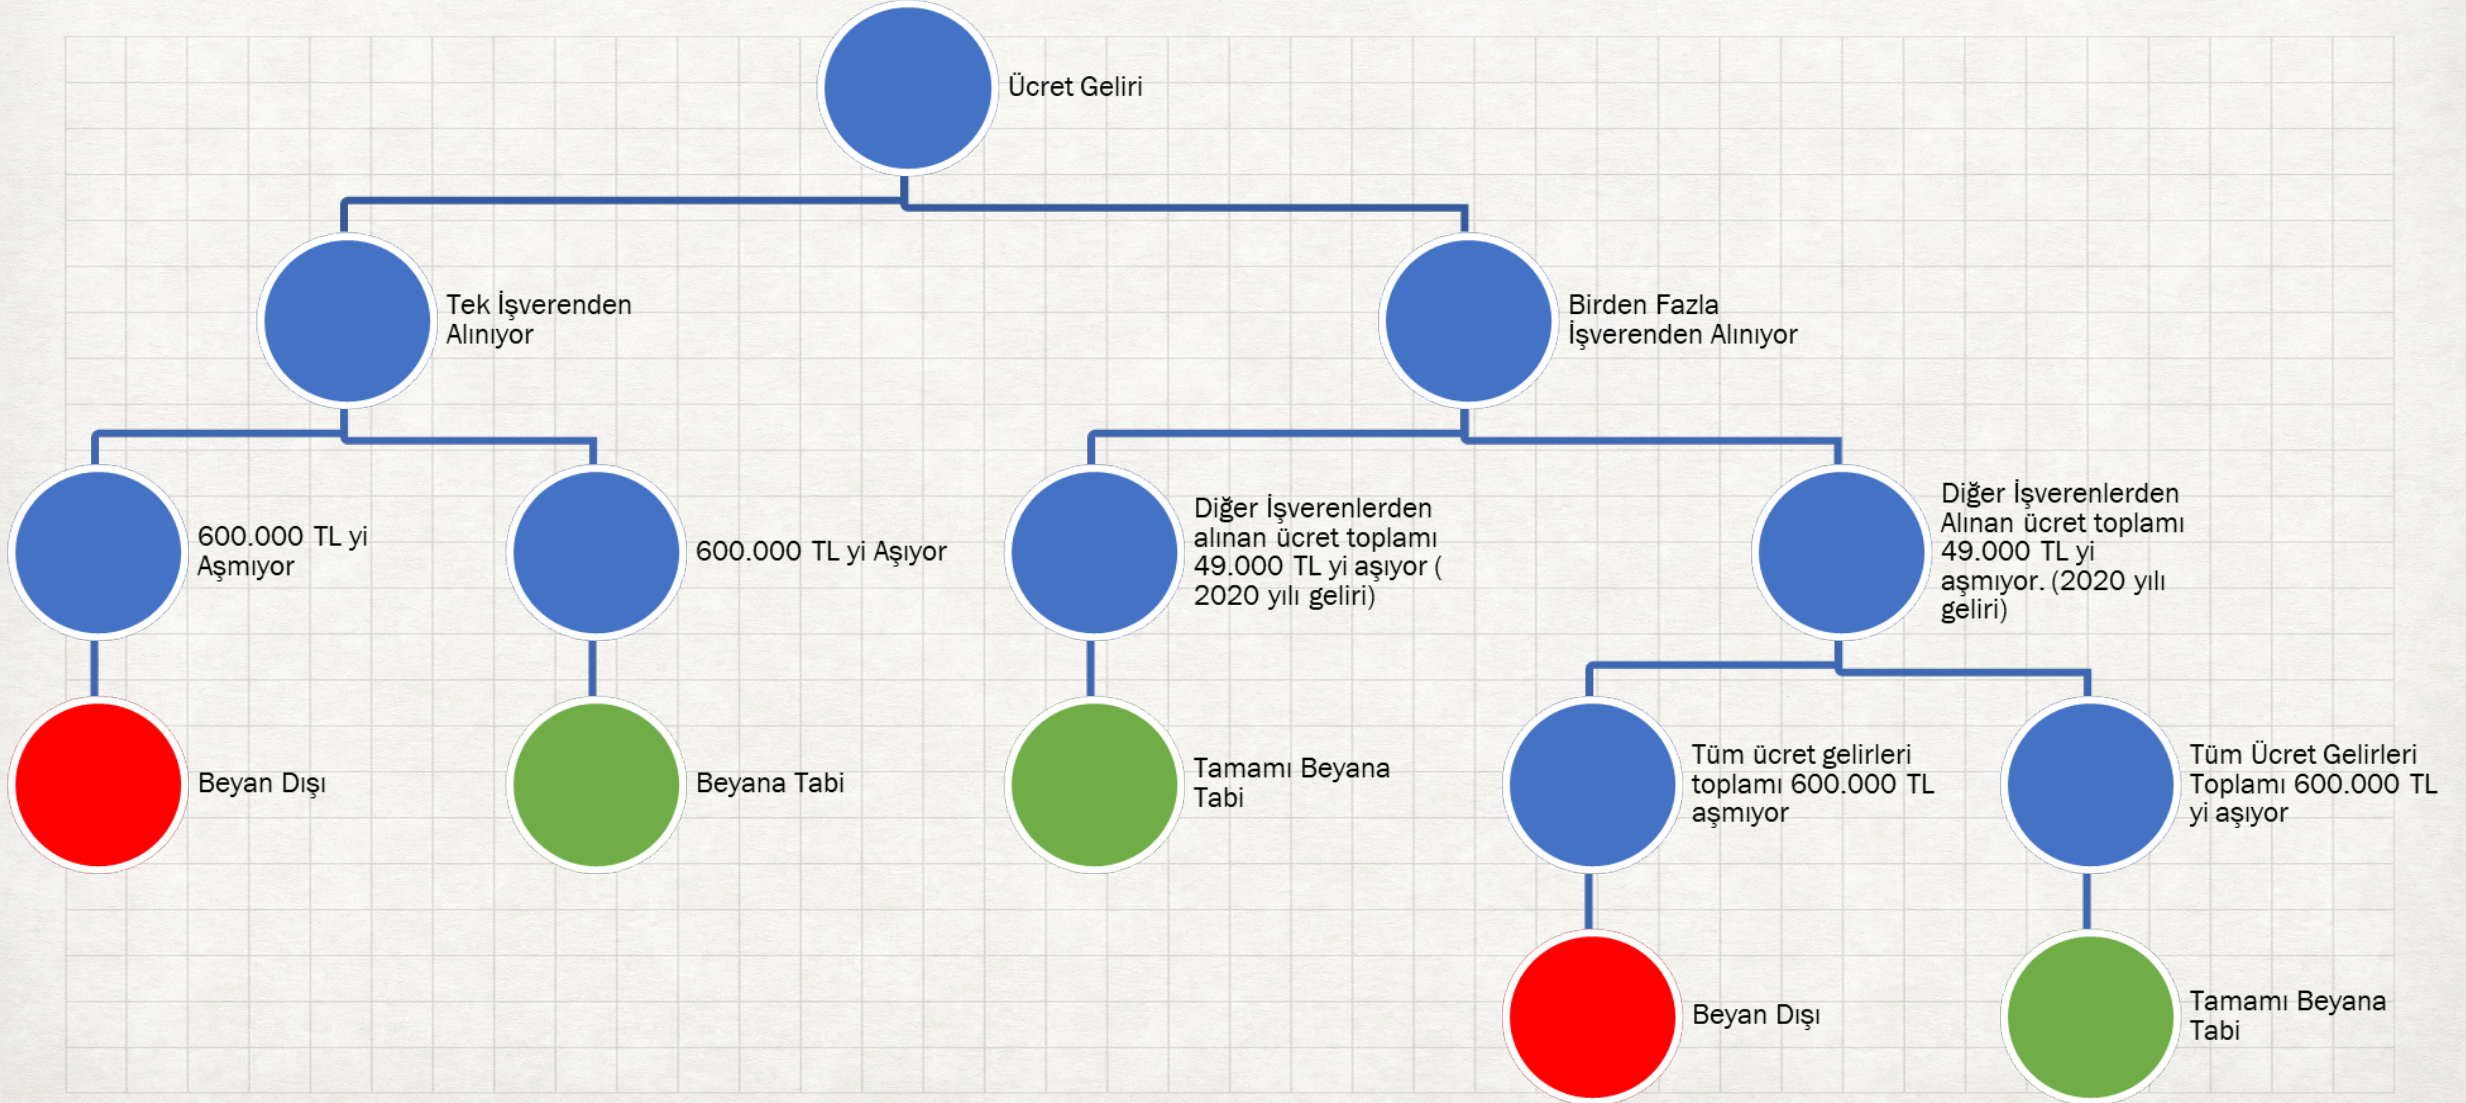 Ücret Geliri
Tek İşverenden
Alınıyor
Birden Fazla
İşverenden Alınıyor
600.000 TL yi
Aşmıyor
600.000 TL yi Aşıyor
Diğer İşverenlerden
alınan ücret toplamı
49.000 TL yi aşıyor (
2020 yılı geliri)
Diğer İşverenlerden
Alınan ücret toplamı
49.000 TL yi
aşmıyor. (2020 yılı
geliri)
Beyan Dışı
Beyana Tabi
Tamamı Beyana
Tabi
Tüm ücret gelirleri
toplamı 600.000 TL
aşmıyor
Tüm Ücret Gelirleri
Toplamı 600.000 TL
yi aşıyor
Beyan Dışı
Tamamı Beyana
Tabi